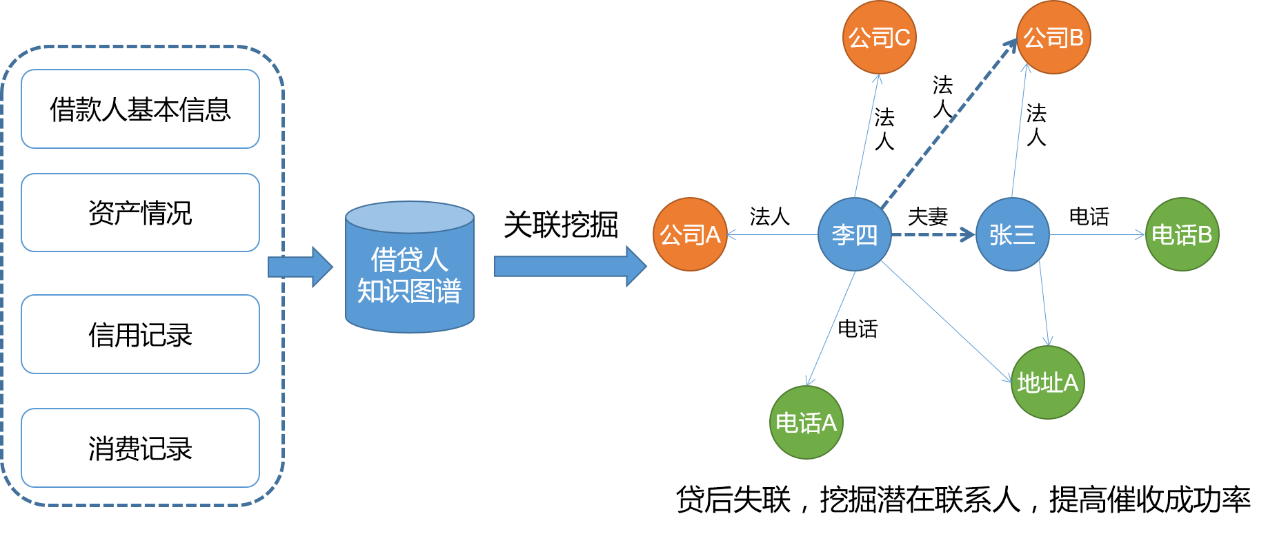 借款人基本信息
资产情况
信用记录
消费记录
借贷人
知识图谱
关联挖掘
公司C
公司B
法
人
法
人
法
人
公司A
法人
李四
夫妻
张三
电话
电话B
电话
地址A
电话A
贷后失联，挖掘潜在联系人，提高催收成功率